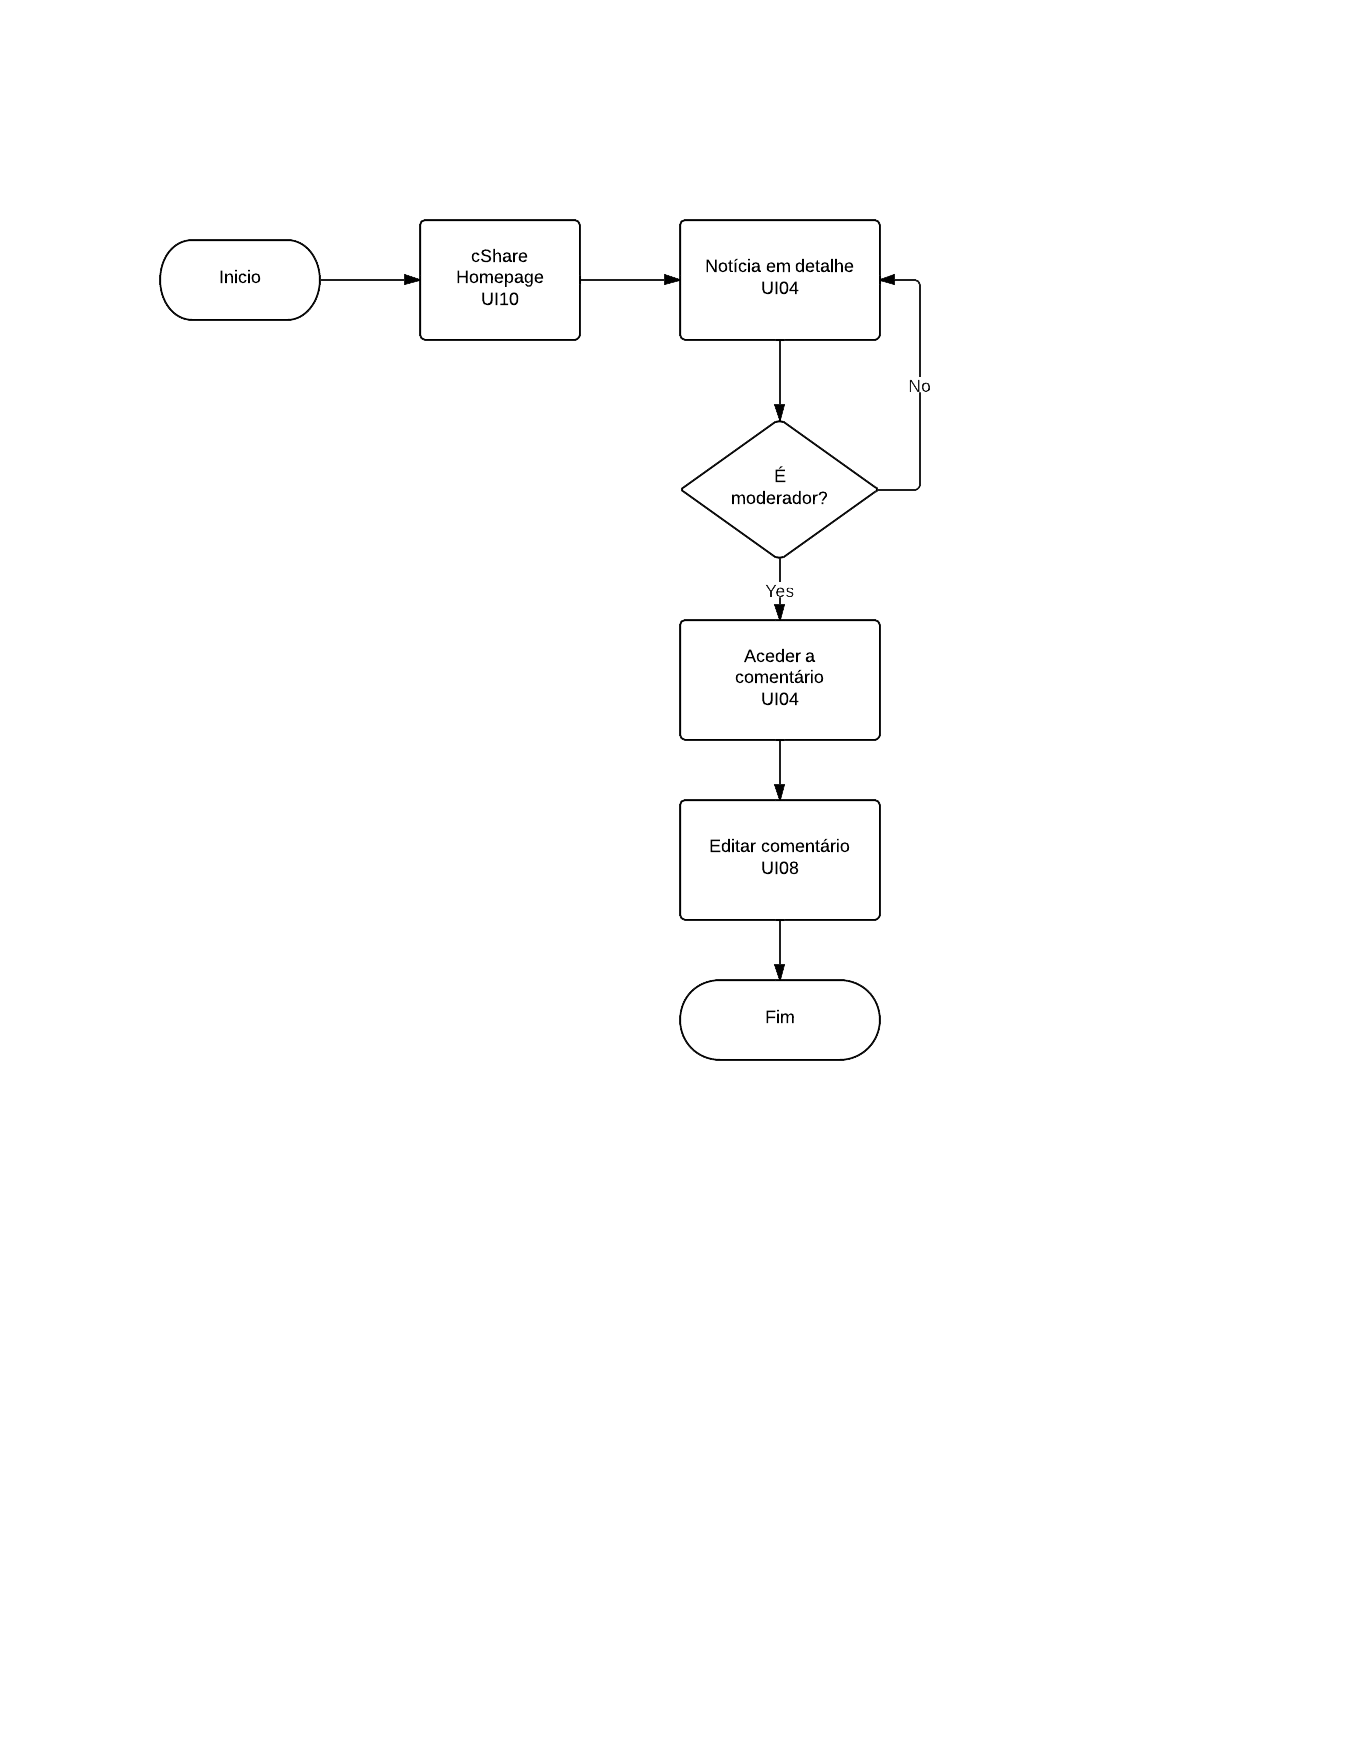 Inicio
cShare
Homepage
UI10
Notícia em detalhe
UI04
No
É
moderador?
Yes
Aceder a
comentário
UI04
Editar comentário
UI08
Fim